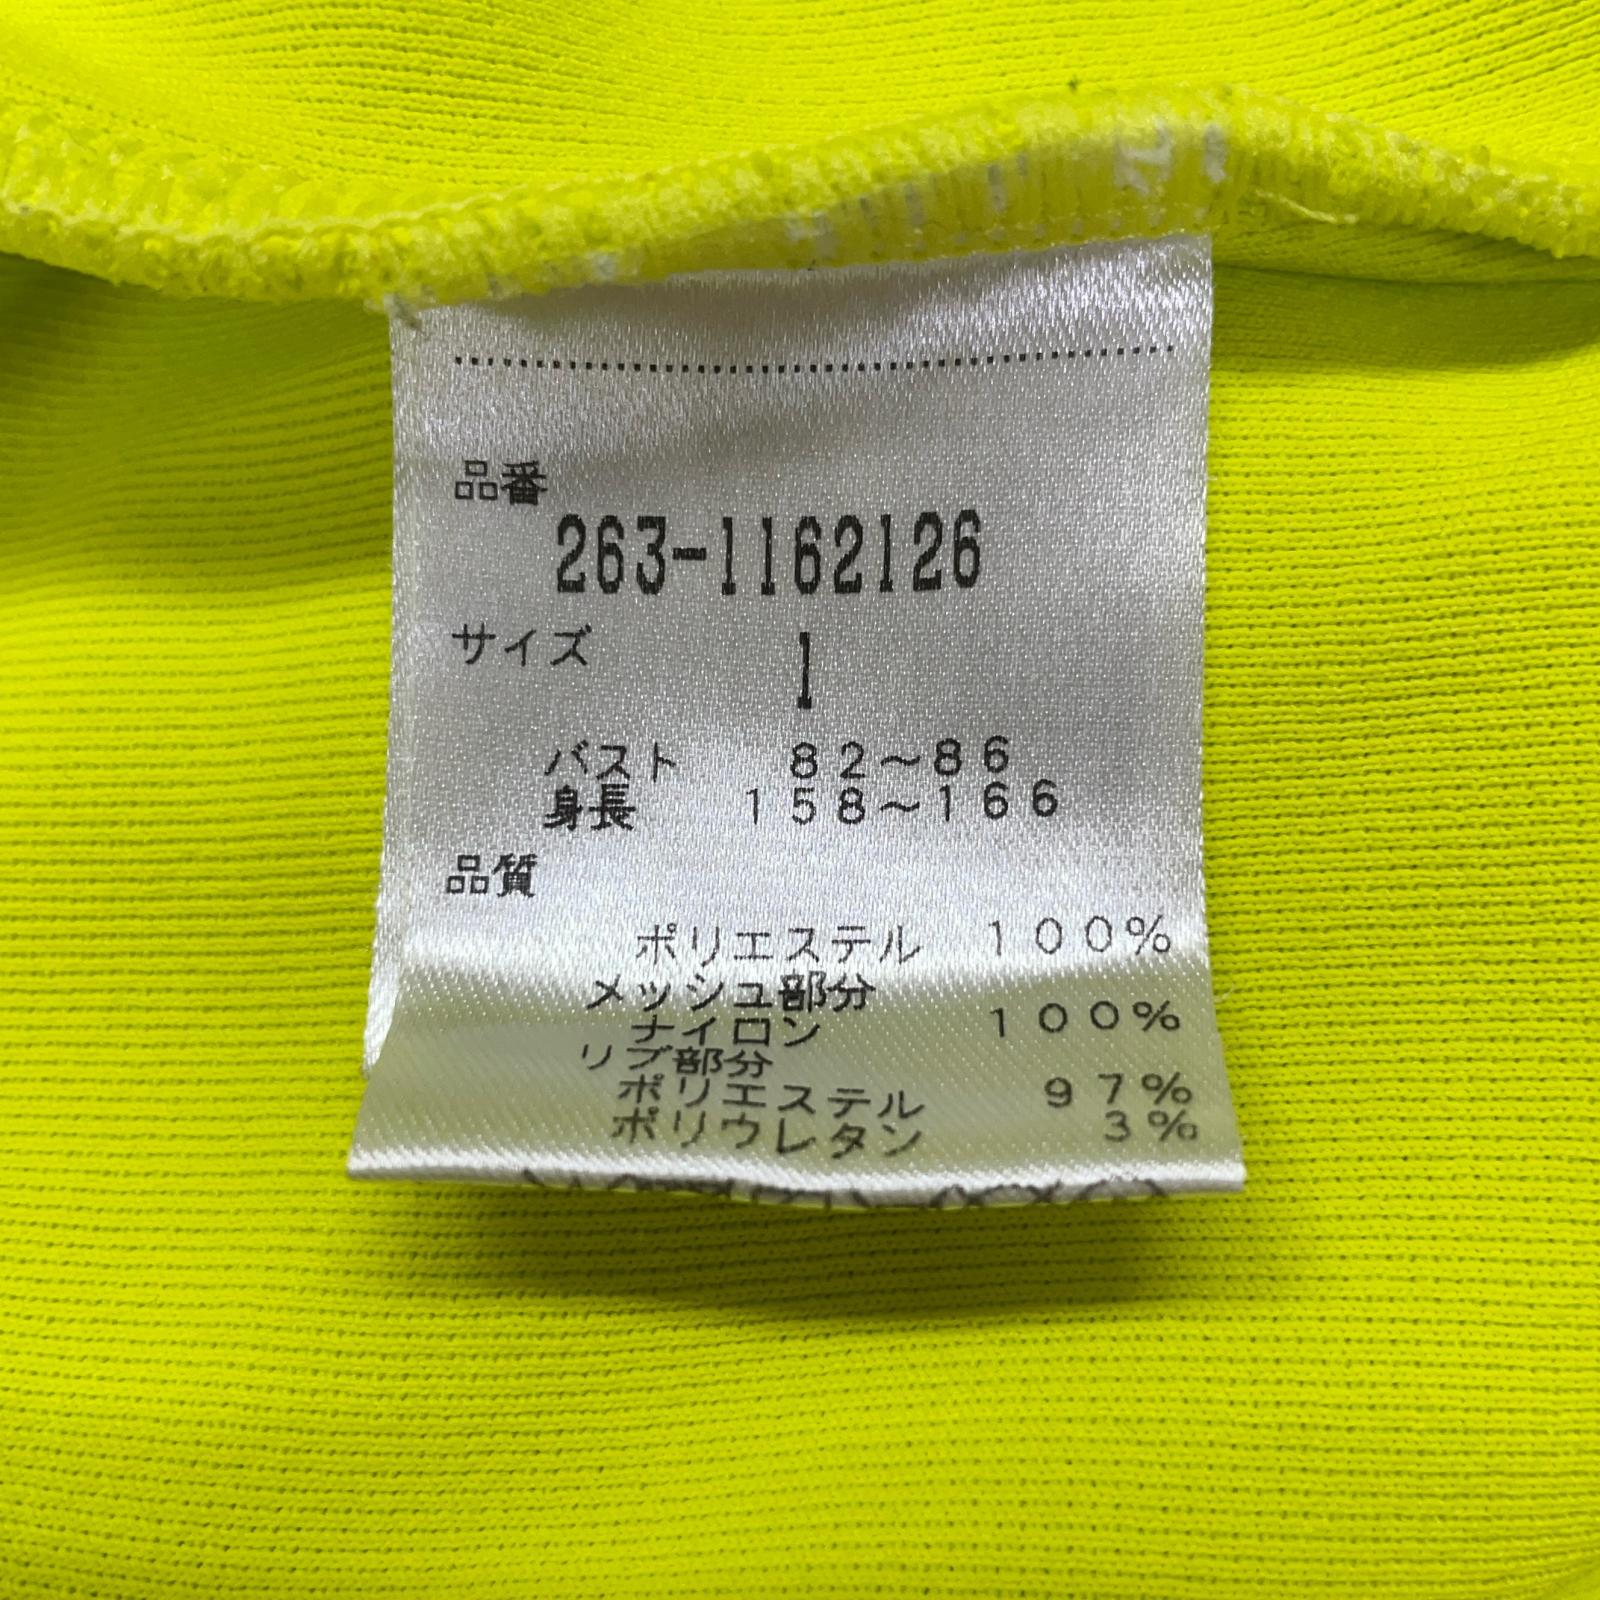 品番
263-1162126
サイズ 1
バスト 82～86
身長 158～166
品質
ポリエステル 100%
メッシュ部分
ナイロン 100%
リブ部分
ポリエステル 97%
ポリウレタン 3%